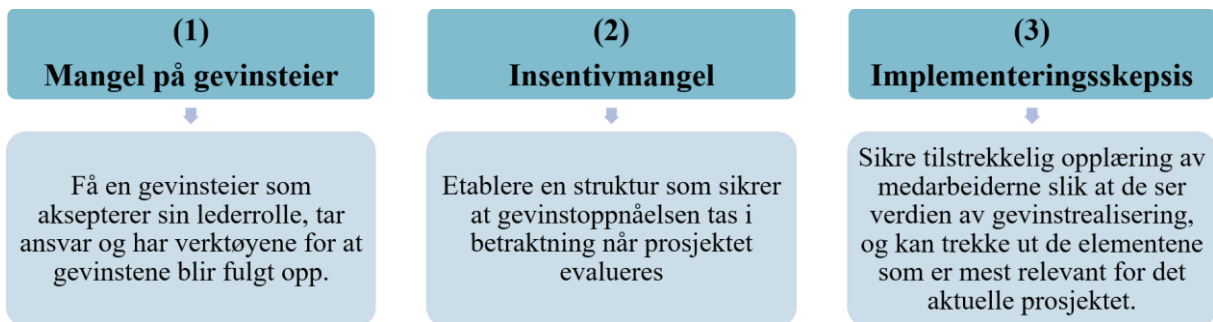 (1)
Mangel på gevinsteier
Få en gevinsteier som
aksepterer sin lederrolle, tar
ansvar og har verktøyene for at
gevinstene blir fulgt opp.
(2)
Insentivmangel
Etablere en struktur som sikrer
at gevinstoppnåelsen tas i
betraktning når prosjektet
evalueres
(3)
Implementeringsskepsis
Sikre tilstrekkelig opplæring av
medarbeiderne slik at de ser
verdien av gevinstrealisering,
og kan trekke ut de elementene
som er mest relevant for det
aktuelle prosjektet.